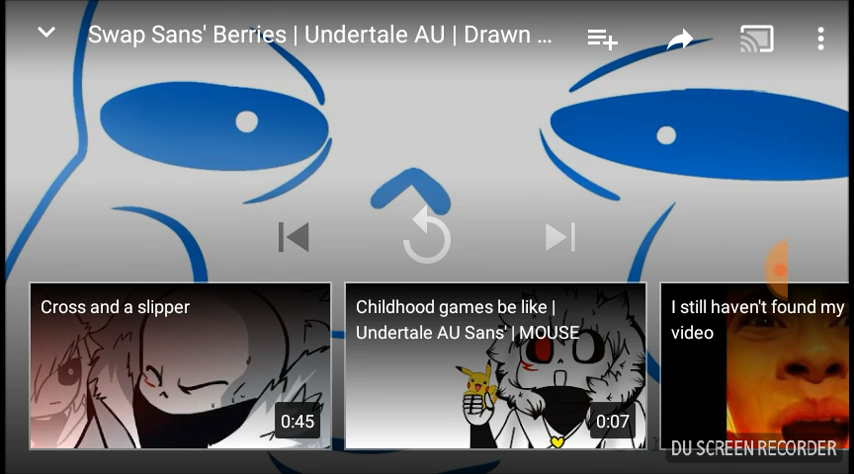 Swap Sans' Berries | Undertale AU | Drawn ...
Cross and a slipper
0:45
Childhood games be like |
Undertale AU Sans' | MOUSE
0:07
I still haven't found my
video
DU SCREEN RECORDER